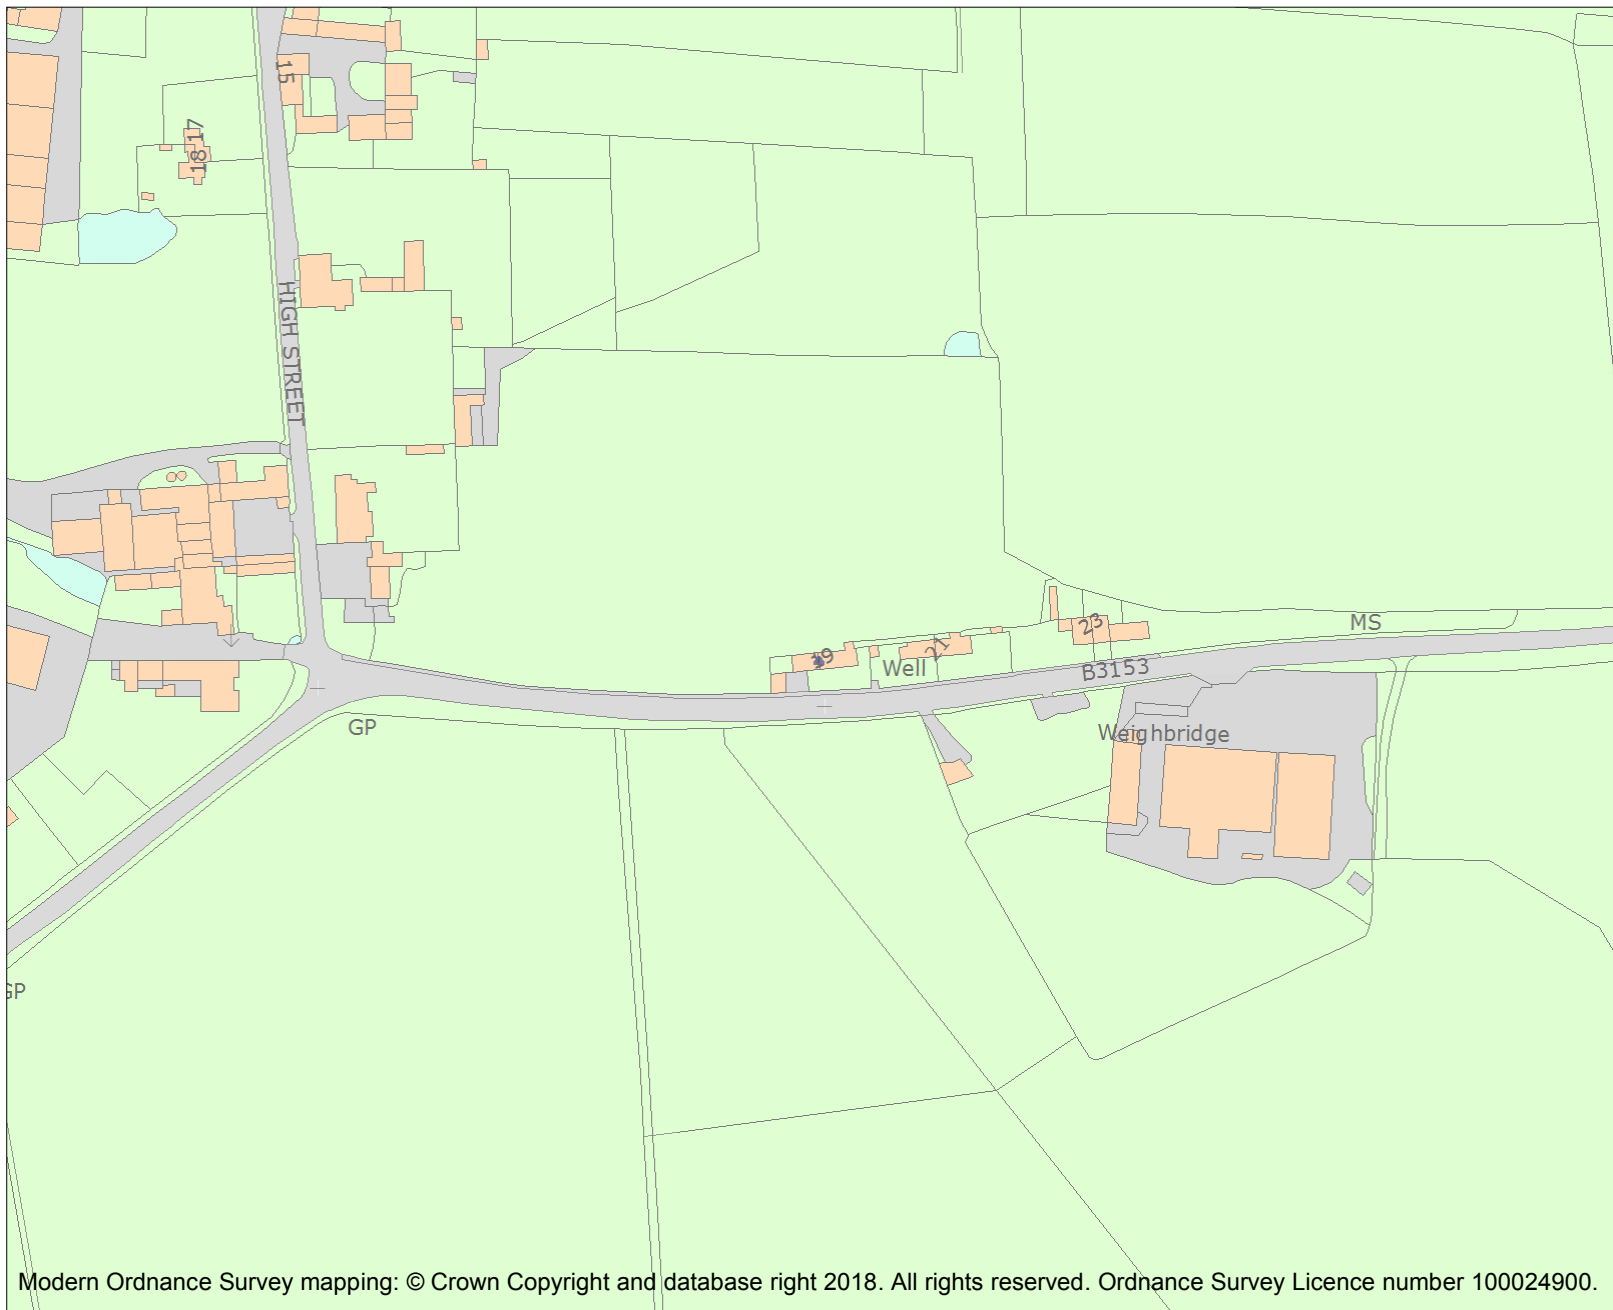 15
17
18
HIGH STREET
MS
23
19
21
Well
B3153
GP
Weighbridge
GP
Modern Ordnance Survey mapping: © Crown Copyright and database right 2018. All rights reserved. Ordnance Survey Licence number 100024900.